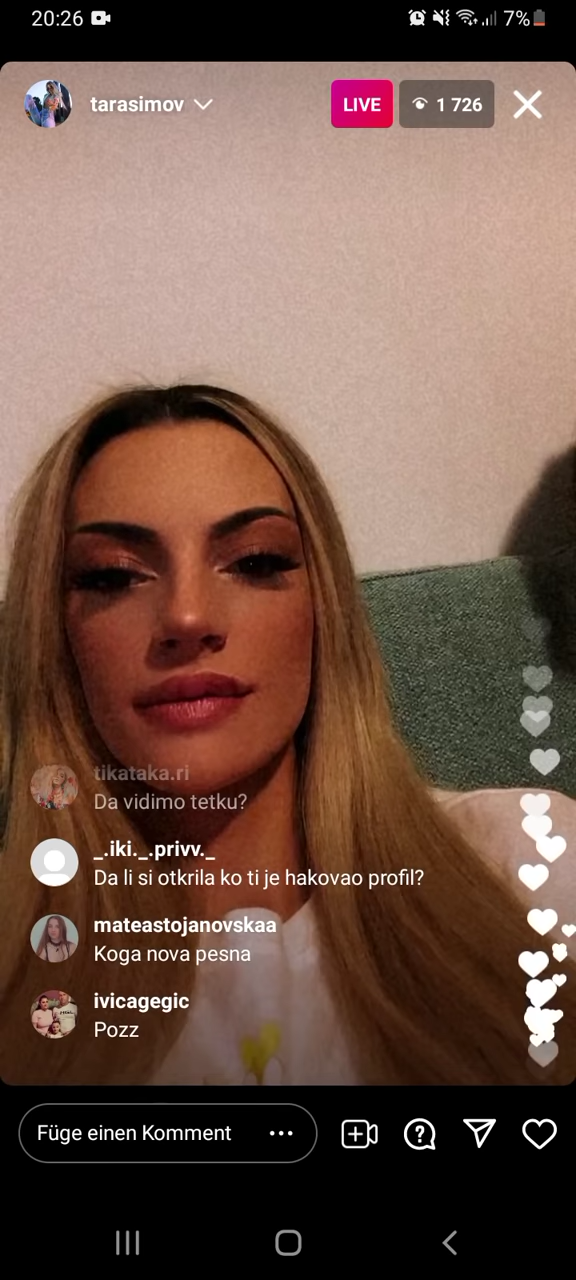 20:26
7%
tarasimov
LIVE
1 726
tikataka.ri
Da vidimo tetku?
_.iki._.privv._
Da li si otkrila ko ti je hakovao profil?
mateastojanovskaa
Koga nova pesna
ivicagegic
Pozz
Füge einen Komment